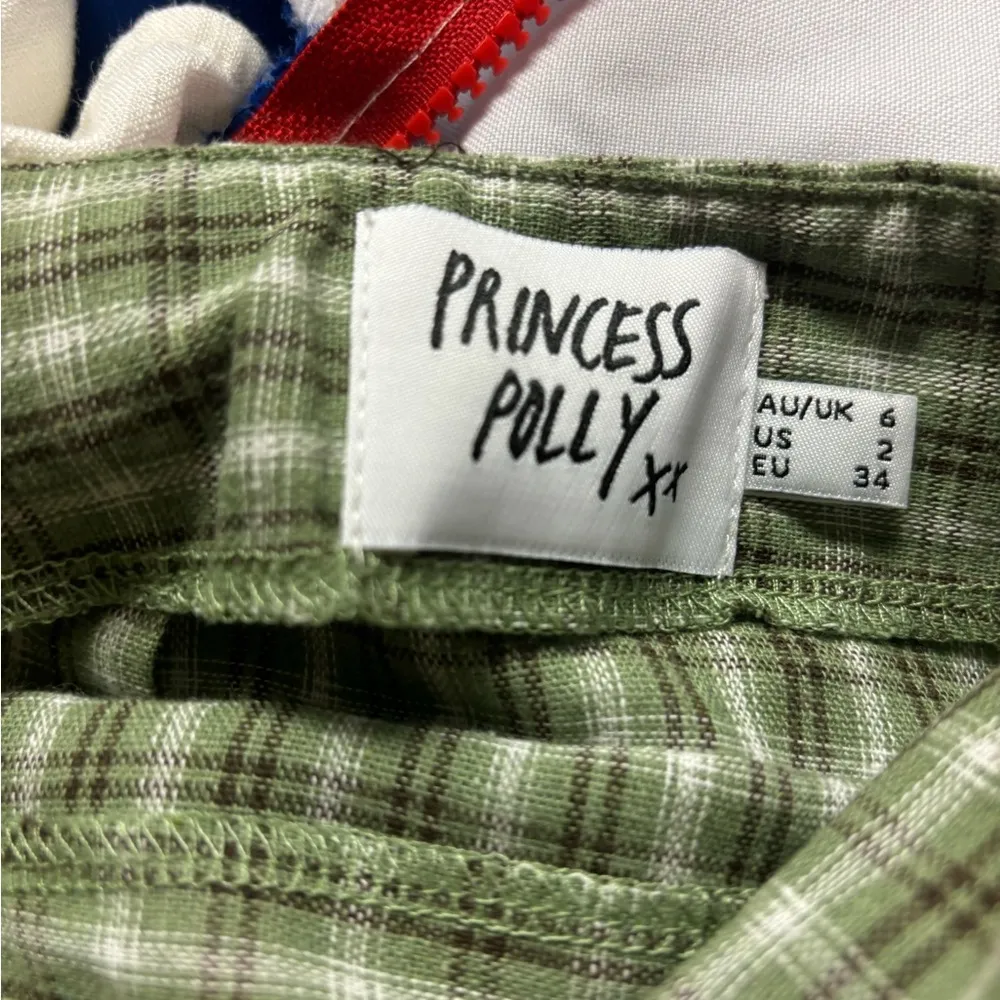 PRINCESS
POLLY
xx
AU/UK 6
US 2
EU 34